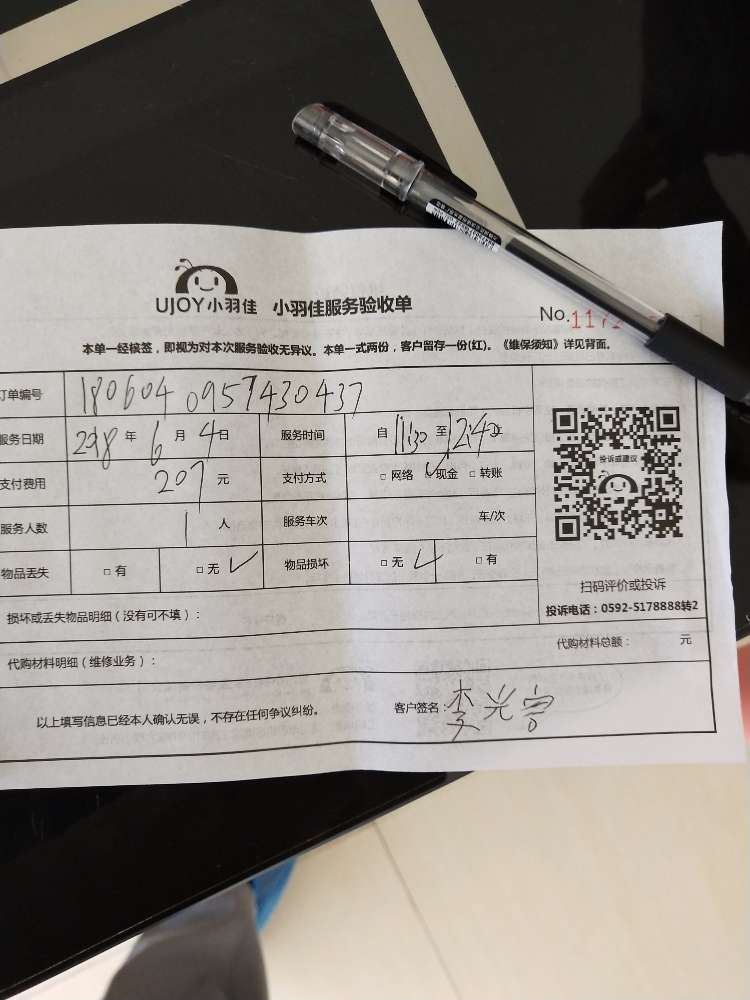 UJOY小羽佳 小羽佳服务验收单
No.117
本单一经核签，即视为对本次服务验收无异议。本单一式两份，客户留存一份(红)。《维保须知》详见背面。
订单编号 180604 0957430437
服务日期 2018 年 6 月 4 日 服务时间 自 11:30 至 12:42 止
支付费用 207 元 支付方式 □ 网络 ✓ 现金 □ 转账
服务人数 1 人 服务车次 车/次
物品丢失 □ 有 □ 无 ✓ 物品损坏 □ 无 ✓ □ 有
投诉或建议
扫码评价或投诉
投诉电话：0592-5178888转2
损坏或丢失物品明细（没有可不填）：
代购材料明细（维修业务）：
代购材料总额： 元
以上填写信息已经本人确认无误，不存在任何争议纠纷。
客户签名：李光